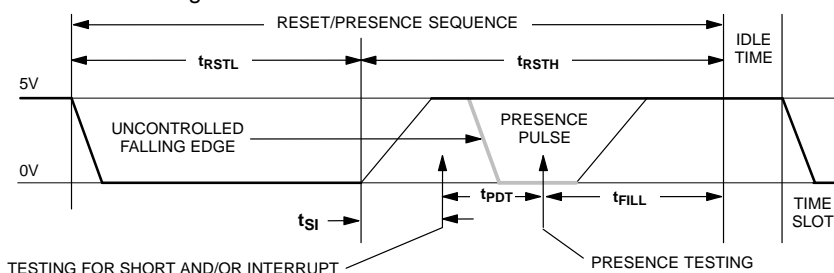 RESET/PRESENCE SEQUENCE
IDLE
TIME
tRSTL
tRSTH
5V
UNCONTROLLED
FALLING EDGE
PRESENCE
PULSE
0V
tPDT
tFILL
tSI
TIME
SLOT
TESTING FOR SHORT AND/OR INTERRUPT
PRESENCE TESTING